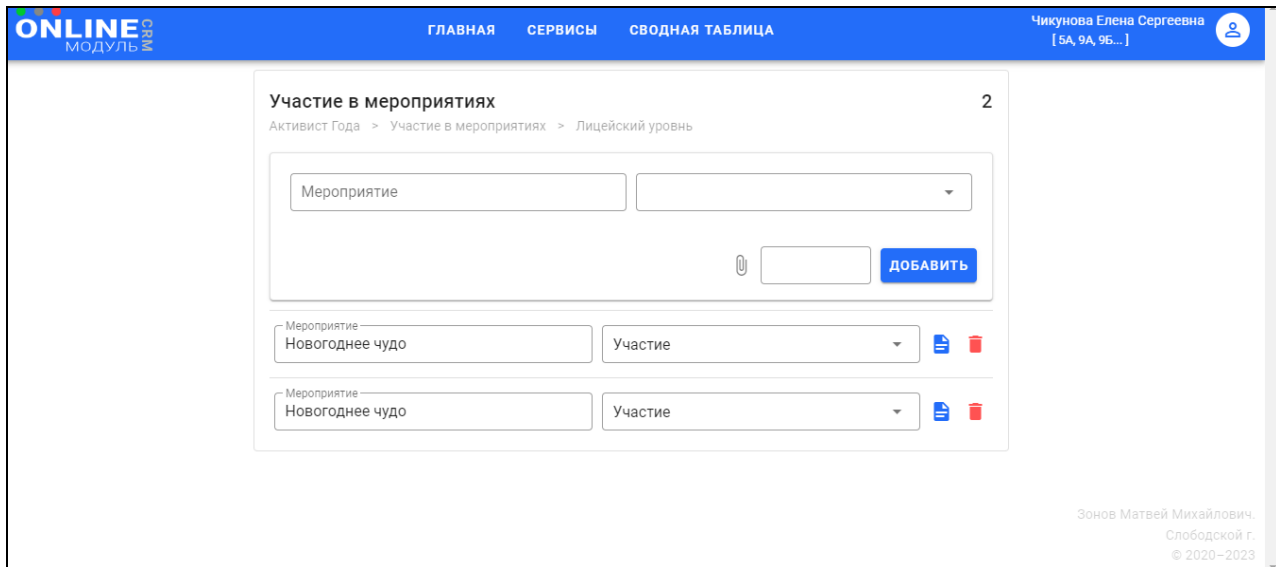 ONLINE CRM
МОДУЛЬ
ГЛАВНАЯ СЕРВИСЫ СВОДНАЯ ТАБЛИЦА
Чикунова Елена Сергеевна
[ 5А, 9А, 9Б... ]
Участие в мероприятиях 2
Активист Года > Участие в мероприятиях > Лицейский уровнь
Мероприятие
ДОБАВИТЬ
Мероприятие
Новогоднее чудо Участие
Мероприятие
Новогоднее чудо Участие
Зонов Матвей Михайлович.
Слободской г.
© 2020–2023